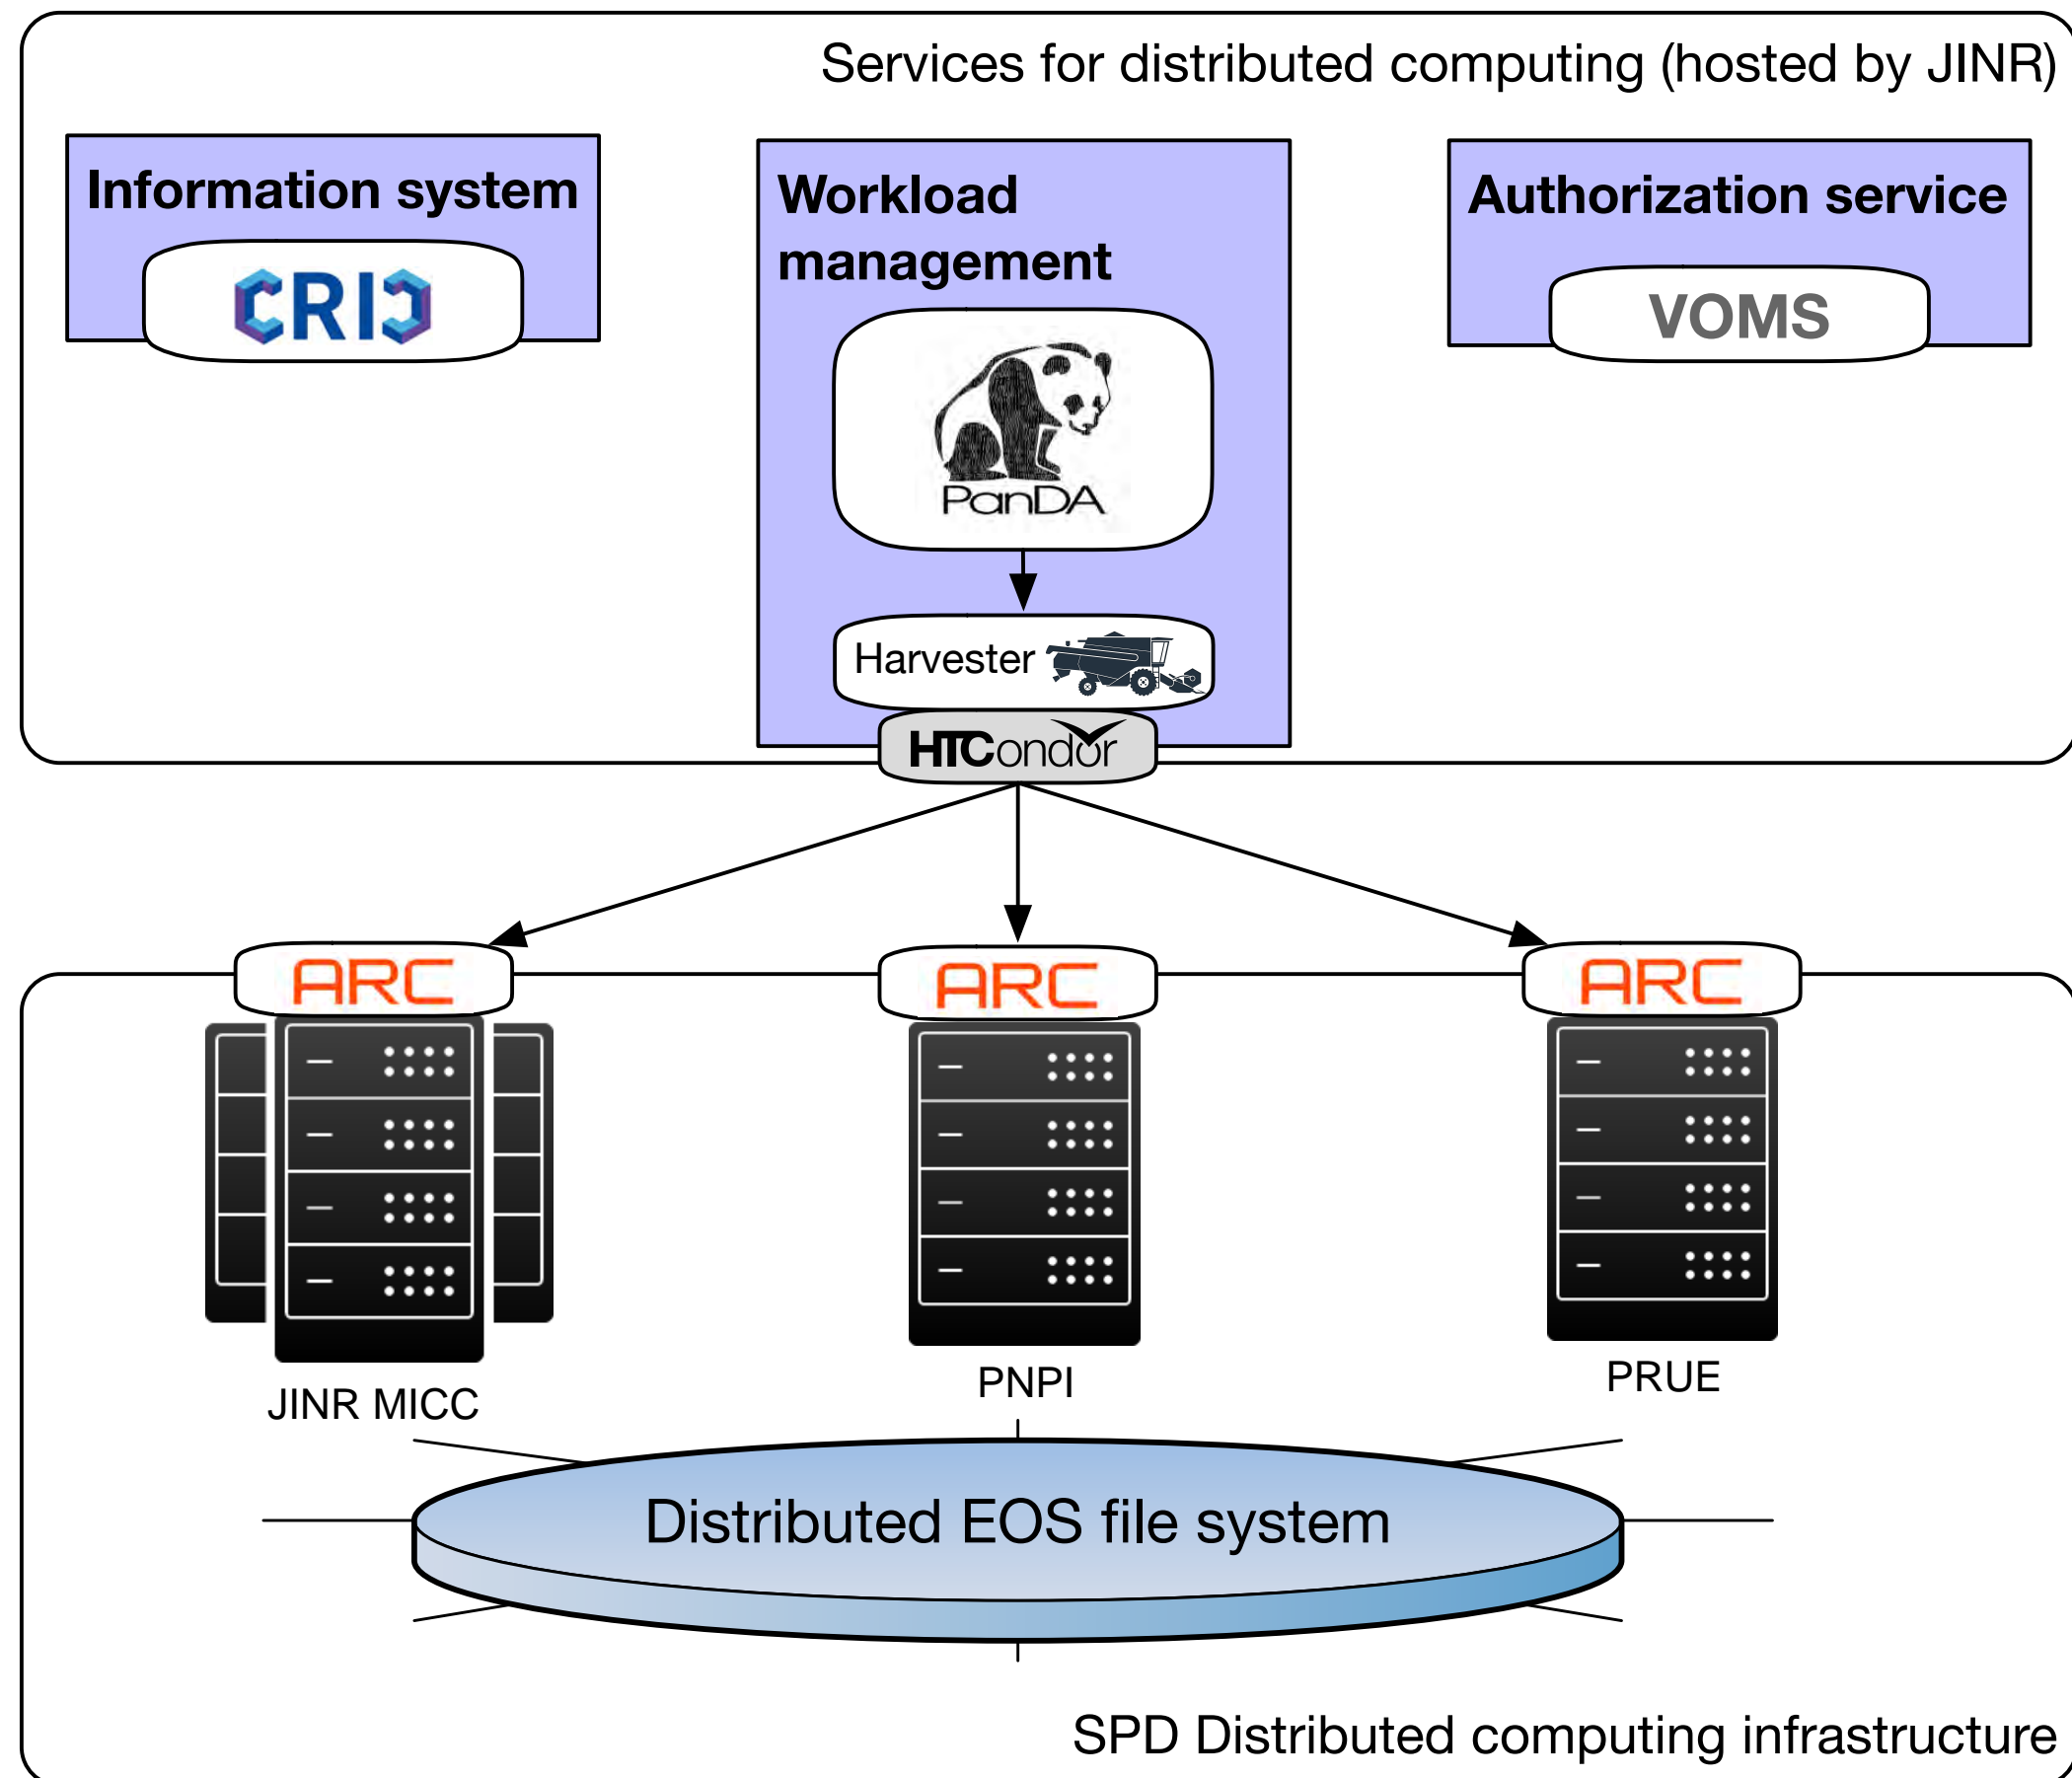 Services for distributed computing (hosted by JINR)
Information system
CRIC
Workload
management
PanDA
Harvester
HTCondor
Authorization service
VOMS
ARC
ARC
ARC
JINR MICC
PNPI
PRUE
Distributed EOS file system
SPD Distributed computing infrastructure